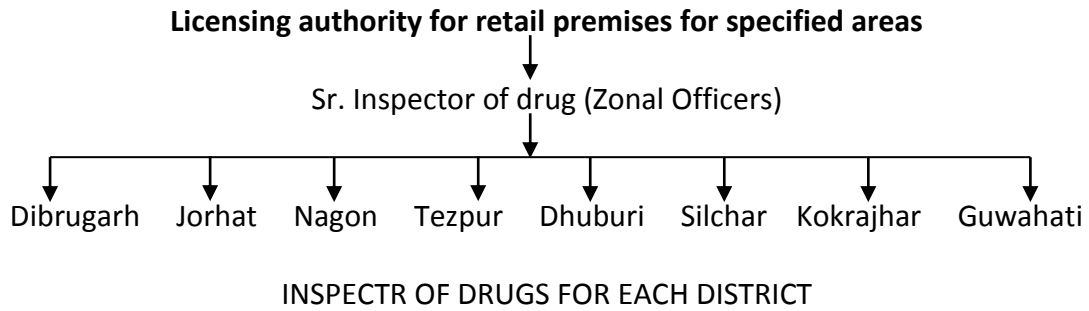 Licensing authority for retail premises for specified areas
Sr. Inspector of drug (Zonal Officers)
Dibrugarh Jorhat Nagon Tezpur Dhuburi Silchar Kokrajhar Guwahati
INSPECTR OF DRUGS FOR EACH DISTRICT